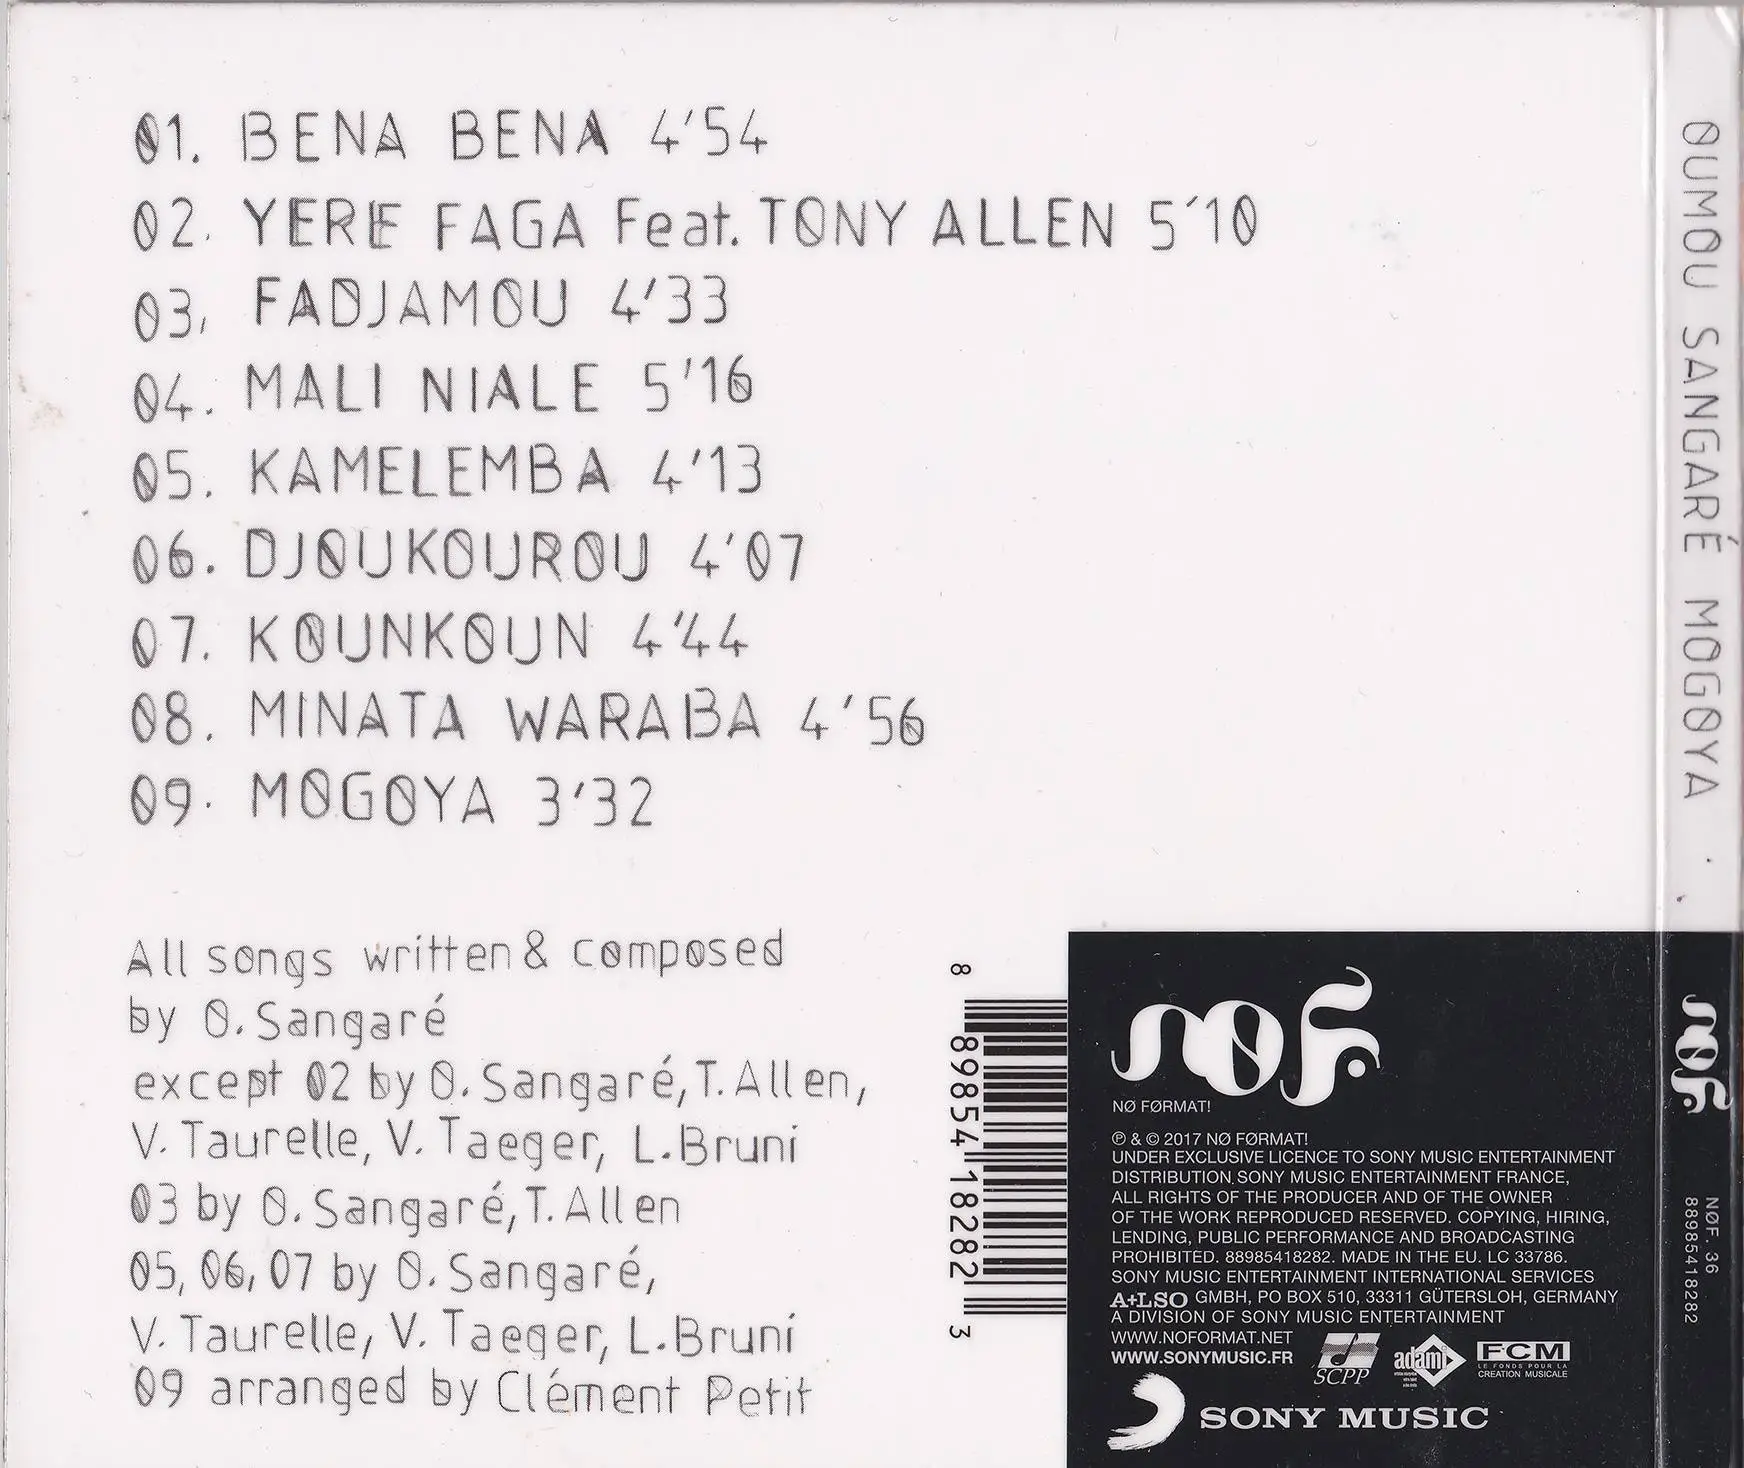 01. BENA BENA 4'54
02. YERE FAGA Feat. TONY ALLEN 5'10
03. FADJAMOU 4'33
04. MALI NIALE 5'16
05. KAMELEMBA 4'13
06. DJOUKOUROU 4'07
07. KOUNKOUN 4'44
08. MINATA WARABA 4'56
09. MOGOYA 3'32
All songs written & composed
by O. Sangaré
except 02 by O. Sangaré, T. Allen,
V. Taurelle, V. Taeger, L. Bruni
03 by O. Sangaré, T. Allen
05, 06, 07 by O. Sangaré,
V. Taurelle, V. Taeger, L. Bruni
09 arranged by Clément Petit
8 89854 18282 3
NØF.
NØ FØRMAT!
℗ & © 2017 NØ FØRMAT!
UNDER EXCLUSIVE LICENCE TO SONY MUSIC ENTERTAINMENT
DISTRIBUTION SONY MUSIC ENTERTAINMENT FRANCE,
ALL RIGHTS OF THE PRODUCER AND OF THE OWNER
OF THE WORK REPRODUCED RESERVED. COPYING, HIRING,
LENDING, PUBLIC PERFORMANCE AND BROADCASTING
PROHIBITED. 88985418282. MADE IN THE EU. LC 33786.
SONY MUSIC ENTERTAINMENT INTERNATIONAL SERVICES
A+LSO GMBH, PO BOX 510, 33311 GÜTERSLOH, GERMANY
A DIVISION OF SONY MUSIC ENTERTAINMENT
WWW.NOFORMAT.NET
WWW.SONYMUSIC.FR
SCPP
adami
FCM
LE FONDS POUR LA
CREATION MUSICALE
SONY MUSIC
OUMOU SANGARÉ MOGOYA
NØF.
NØF. 36
88985418282